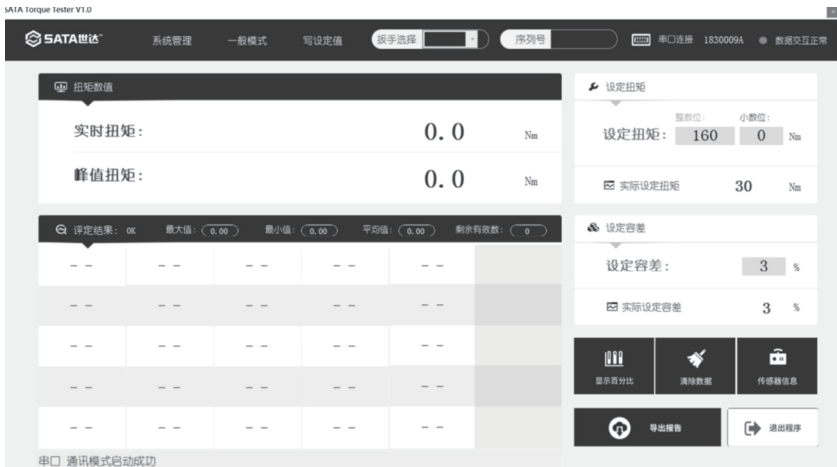 SATA Torque Tester V1.0
SATA世达 系统管理 一般模式 写设定值 扳手选择 序列号 串口连接 1830009A 数据交互正常
扭矩数值
实时扭矩: 0.0 Nm
峰值扭矩: 0.0 Nm
评定结果: OK 最大值: 0.00 最小值: 0.00 平均值: 0.00 剩余有效数: 0
-- -- -- -- --
-- -- -- -- --
-- -- -- -- --
-- -- -- -- --
-- -- -- -- --
串口 通讯模式启动成功
设定扭矩
整数位: 小数位:
设定扭矩: 160 0 Nm
实际设定扭矩 30 Nm
设定容差
设定容差: 3 %
实际设定容差 3 %
显示百分比 清除数据 传感器信息
导出报告 退出程序